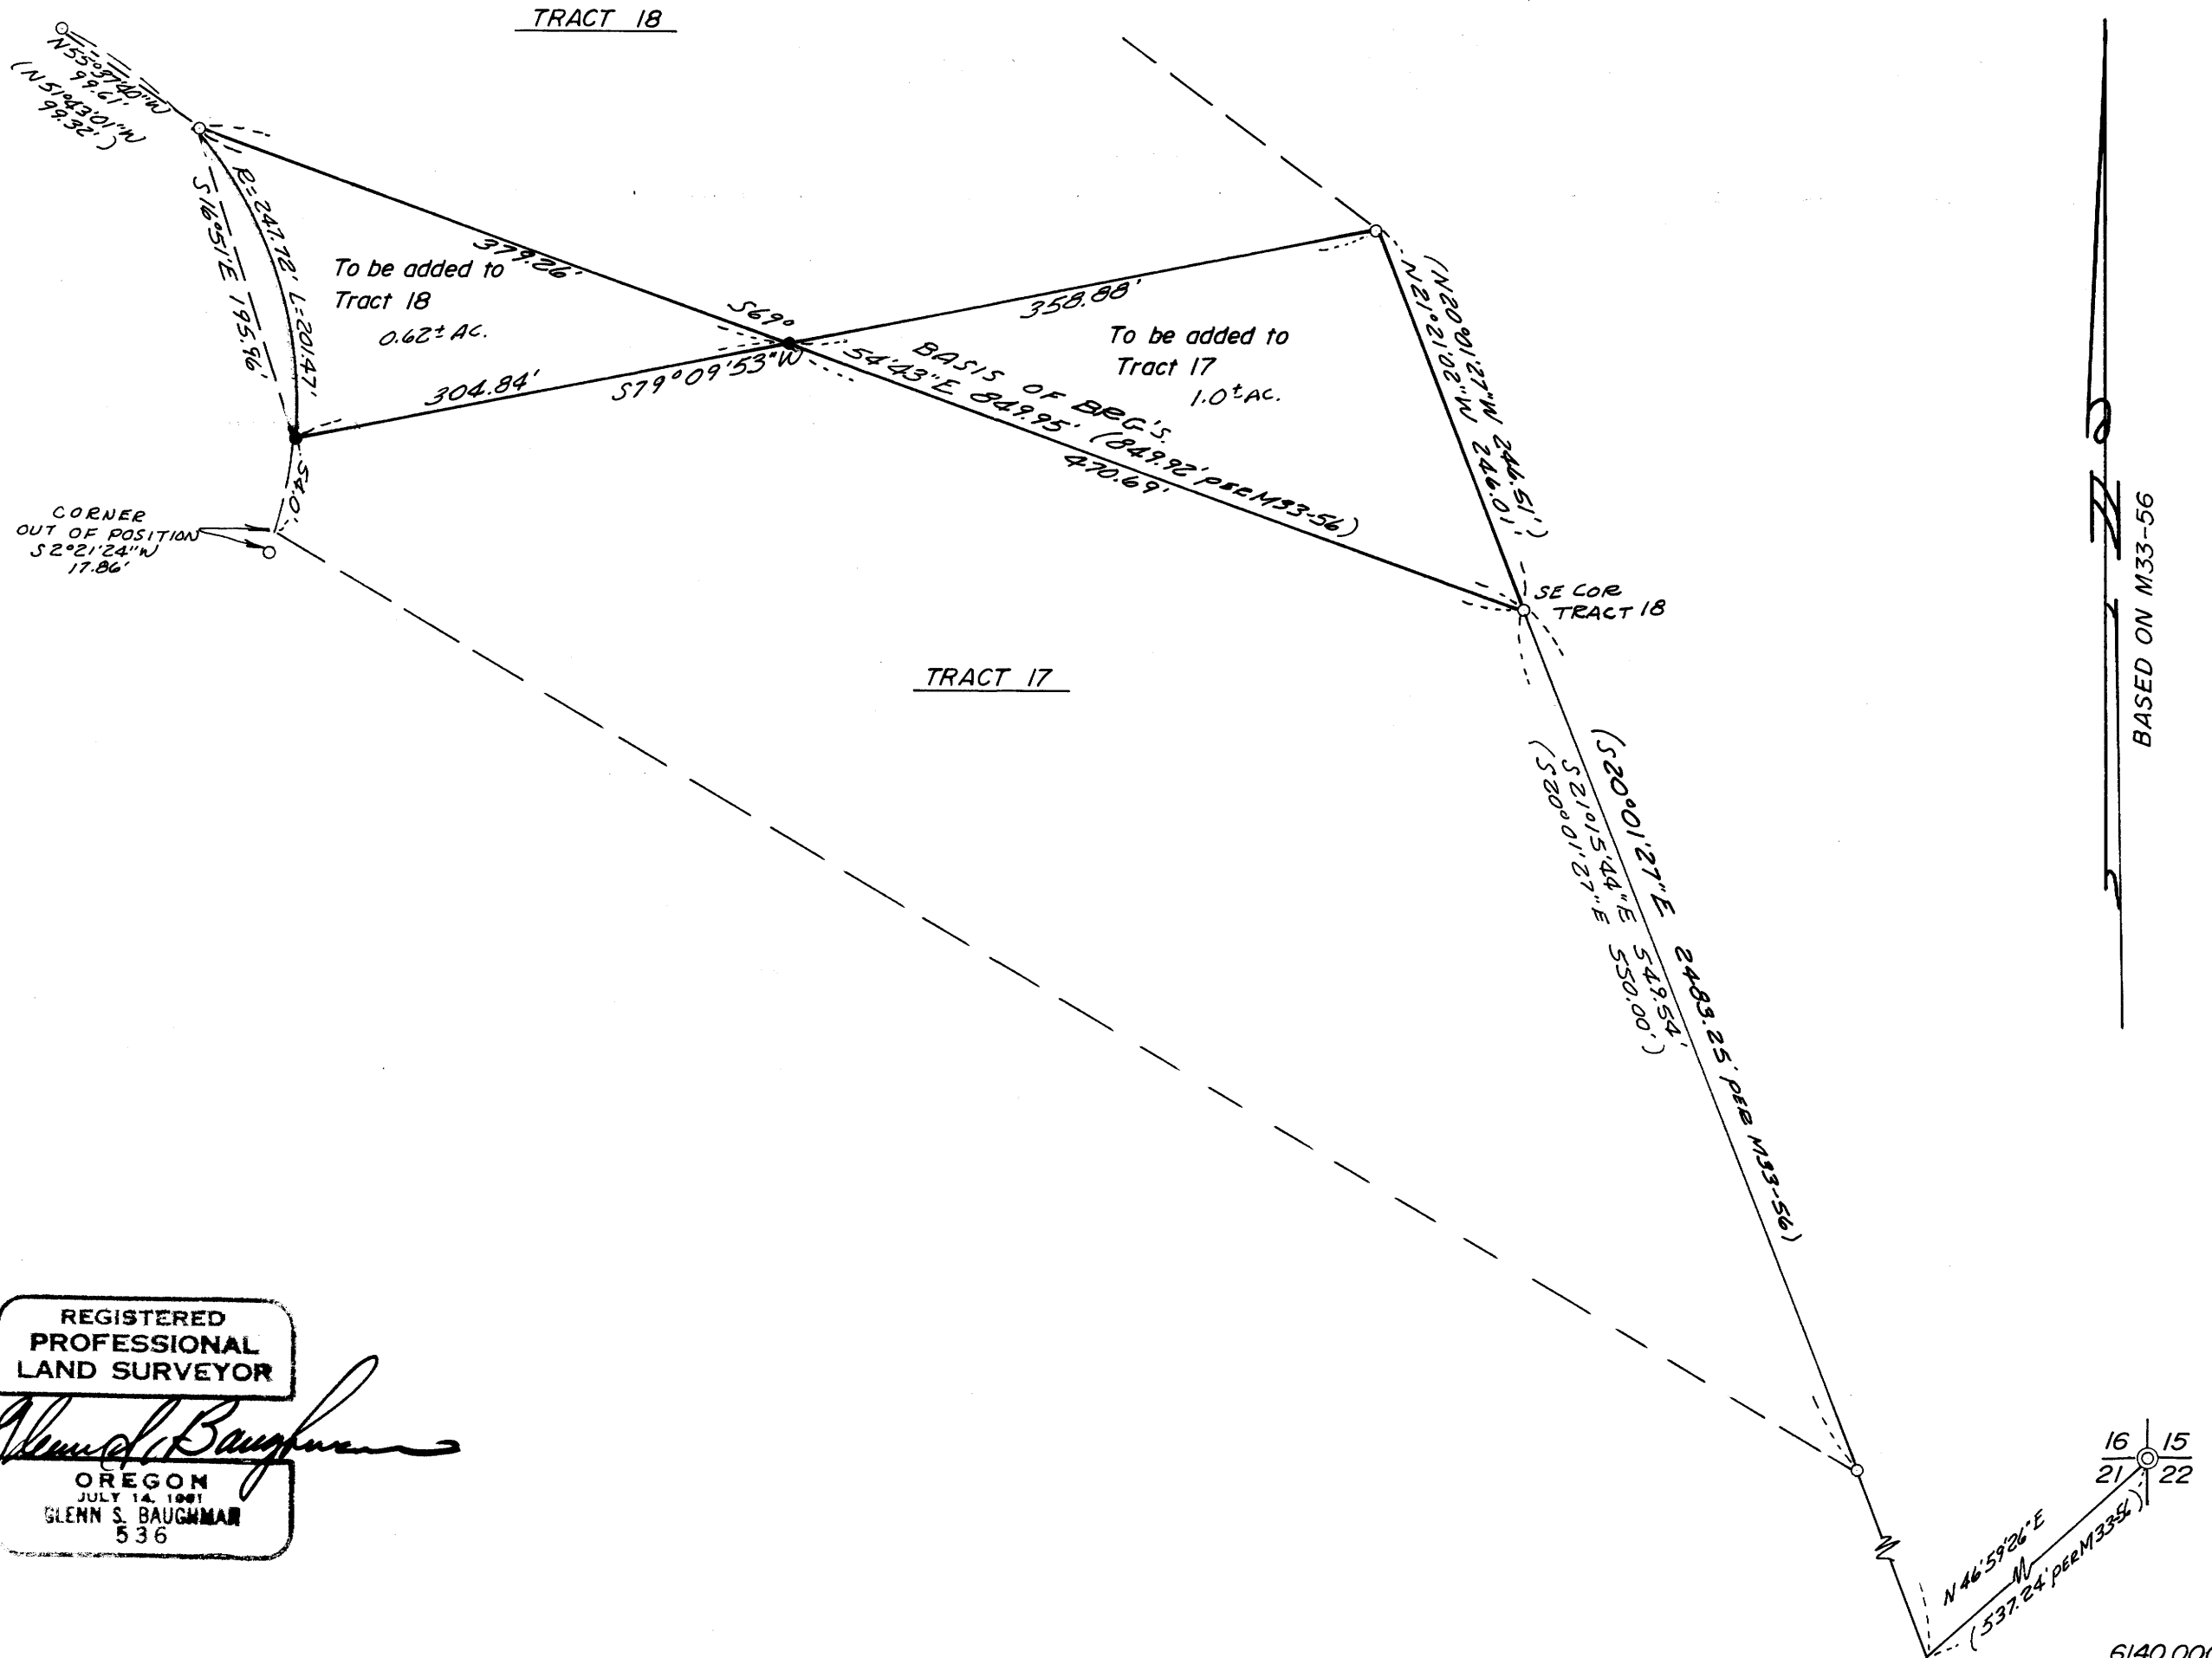 TRACT 18
N55°37'40"W
99.61'
(N51°43'01"W
99.32')
R=247.72' L=201.47'
S16°51'E 195.96'
379.26'
To be added to
Tract 18
0.62± AC.
S69°
54'43"E 849.95' (849.92' PER M33-56)
BASIS OF BRG'S.
470.69'
358.88'
To be added to
Tract 17
1.0± AC.
304.84'
S79°09'53"W
(N20°01'27"W 246.51')
N21°21'02"W 246.01'
54.0'
CORNER
OUT OF POSITION
S2°21'24"W
17.86'
SE COR
TRACT 18
TRACT 17
BASED ON M33-56
(S20°01'27"E 2483.25' PER M33-56)
S21°15'44"E 549.54'
(S20°01'27"E 550.00')
REGISTERED
PROFESSIONAL
LAND SURVEYOR
Glenn S. Baughman
OREGON
JULY 14, 1961
GLENN S. BAUGHMAN
536
16 15
21 22
N46°59'26"E
(537.24' PER M33-56)
6140.000